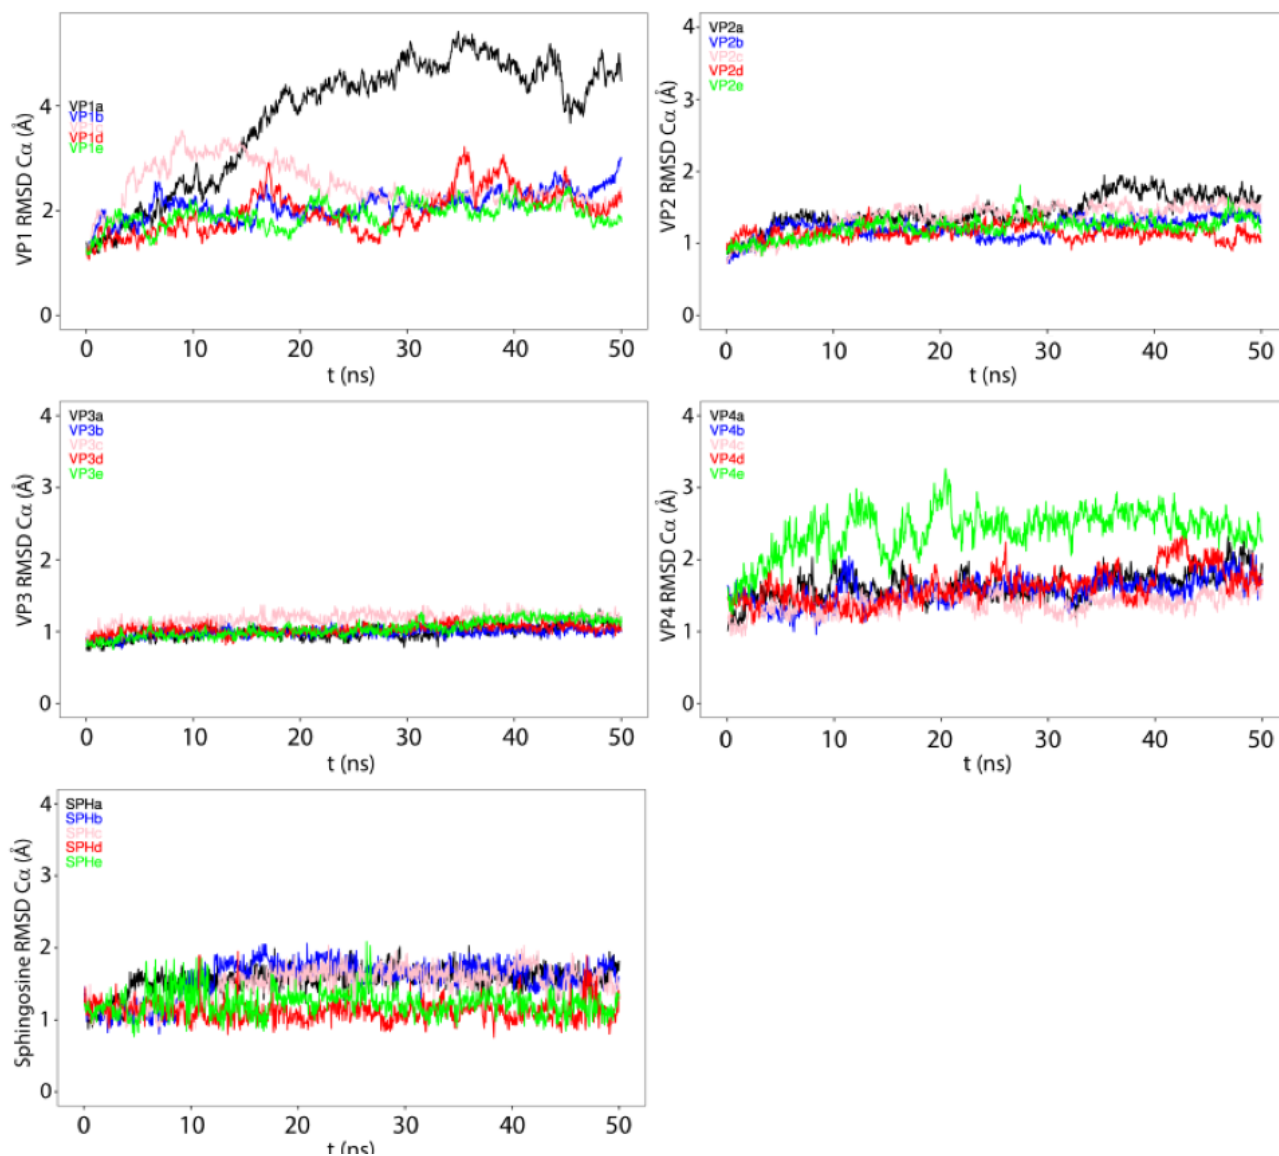 VP1 RMSD Cα (Å)
4
2
0
VP1a
VP1b
VP1c
VP1d
VP1e
0 10 20 30 40 50
t (ns)
VP2 RMSD Cα (Å)
4
3
2
1
0
VP2a
VP2b
VP2c
VP2d
VP2e
0 10 20 30 40 50
t (ns)
VP3 RMSD Cα (Å)
4
3
2
1
0
VP3a
VP3b
VP3c
VP3d
VP3e
0 10 20 30 40 50
t (ns)
VP4 RMSD Cα (Å)
4
3
2
1
0
VP4a
VP4b
VP4c
VP4d
VP4e
0 10 20 30 40 50
t (ns)
Sphingosine RMSD Cα (Å)
4
3
2
1
0
SPHa
SPHb
SPHc
SPHd
SPHe
0 10 20 30 40 50
t (ns)